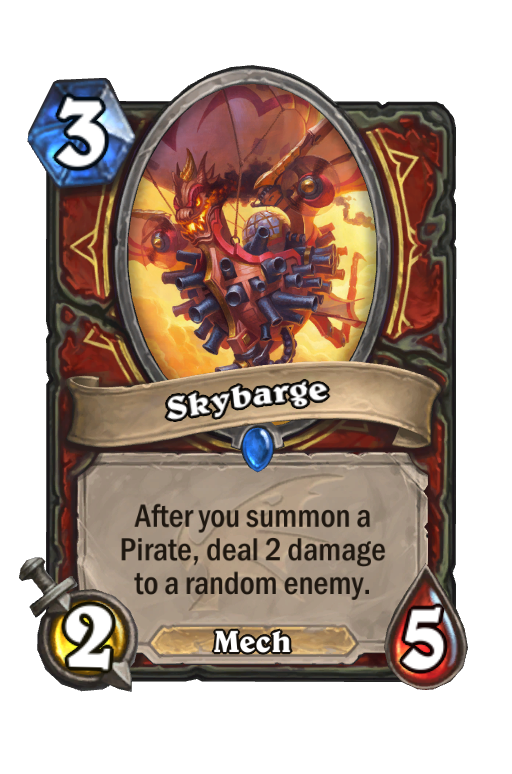 3
Skybarge
After you summon a
Pirate, deal 2 damage
to a random enemy.
2
Mech
5